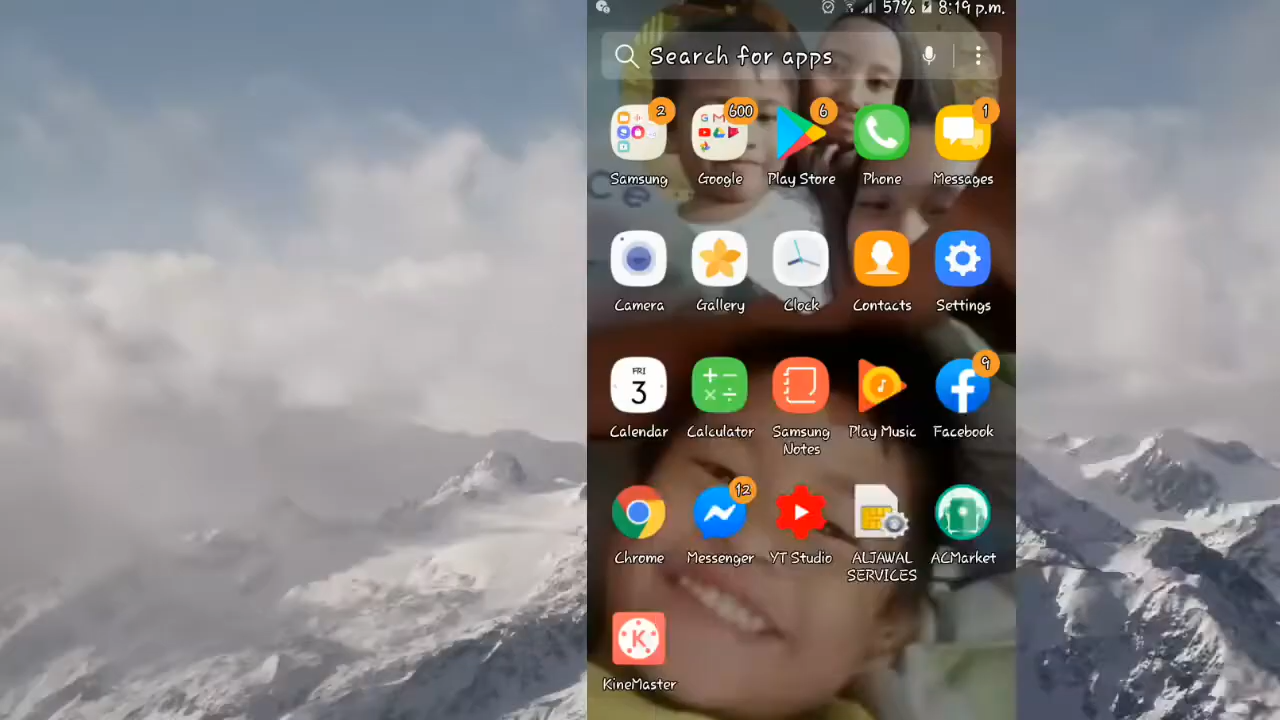 57% 8:19 p.m.
Search for apps
2 600 6 1
Samsung Google Play Store Phone Messages
Camera Gallery Clock Contacts Settings
FRI
3
9
Calendar Calculator Samsung Notes Play Music Facebook
12
Chrome Messenger YT Studio ALJAWAL SERVICES ACMarket
K
KineMaster